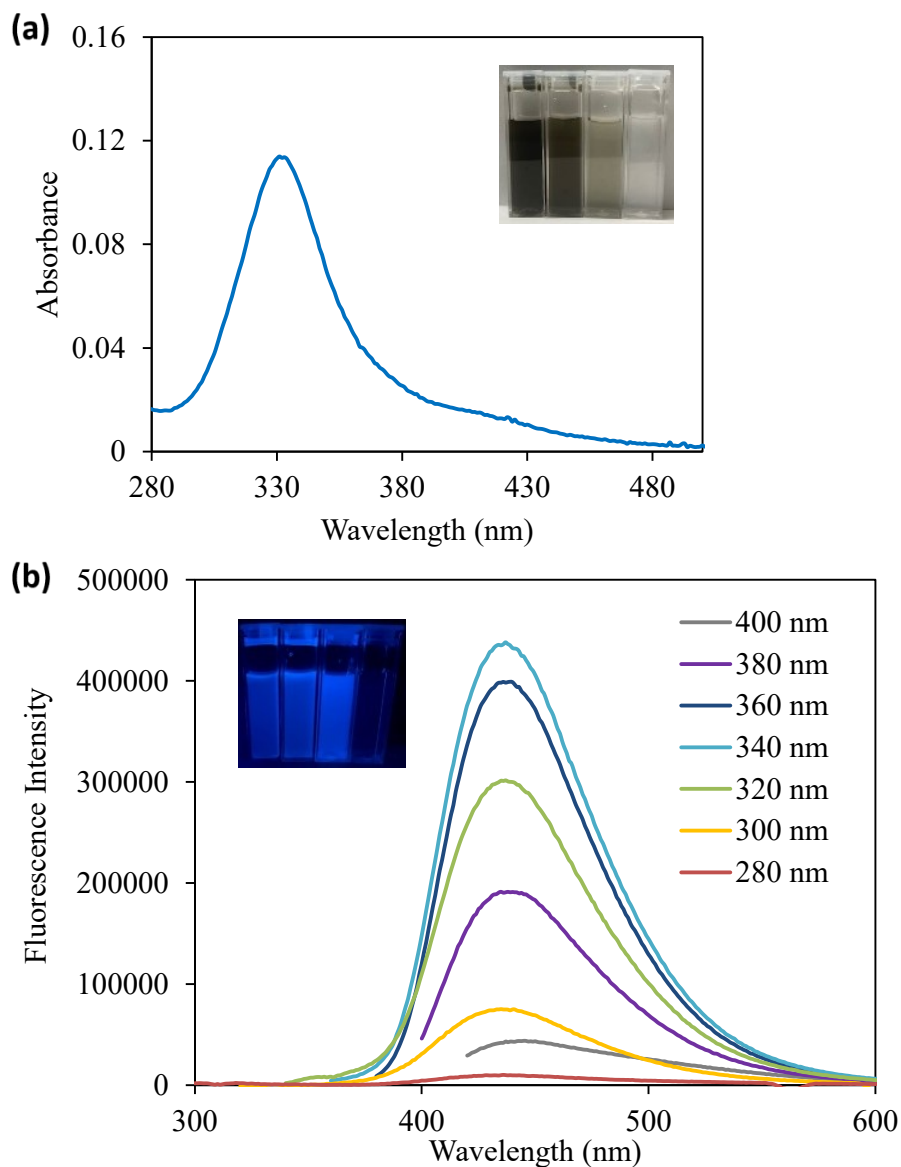 (a)
0.16
0.12
0.08
0.04
0
Absorbance
280
330
380
430
480
Wavelength (nm)
(b)
500000
400000
300000
200000
100000
0
Fluorescence Intensity
400 nm
380 nm
360 nm
340 nm
320 nm
300 nm
280 nm
300
400
500
600
Wavelength (nm)